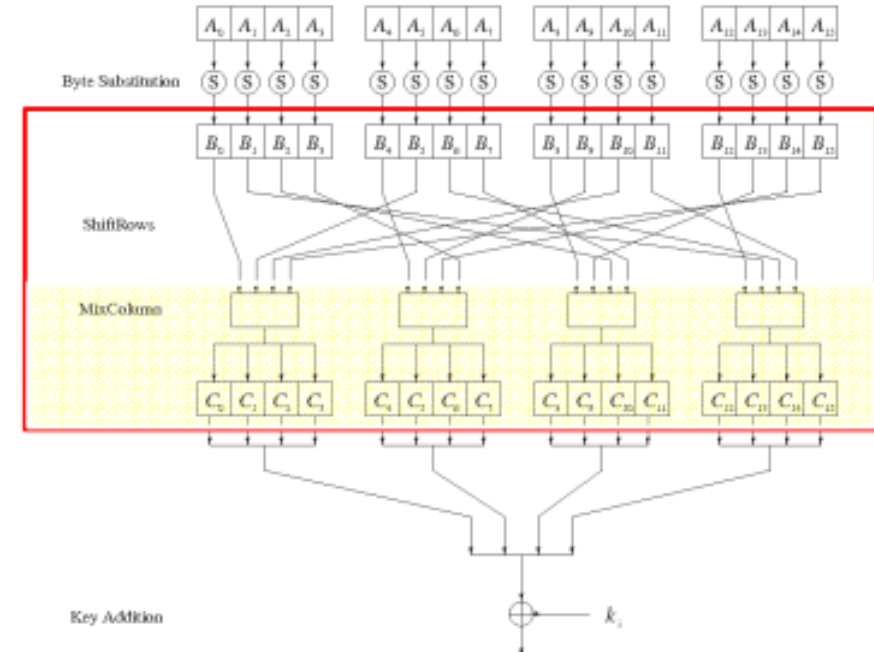 A₀ A₁ A₂ A₃ A₄ A₅ A₆ A₇ A₈ A₉ A₁₀ A₁₁ A₁₂ A₁₃ A₁₄ A₁₅
Byte Substitution S S S S S S S S S S S S S S S S
B₀ B₁ B₂ B₃ B₄ B₅ B₆ B₇ B₈ B₉ B₁₀ B₁₁ B₁₂ B₁₃ B₁₄ B₁₅
ShiftRows
MixColumn
C₀ C₁ C₂ C₃ C₄ C₅ C₆ C₇ C₈ C₉ C₁₀ C₁₁ C₁₂ C₁₃ C₁₄ C₁₅
Key Addition kᵢ